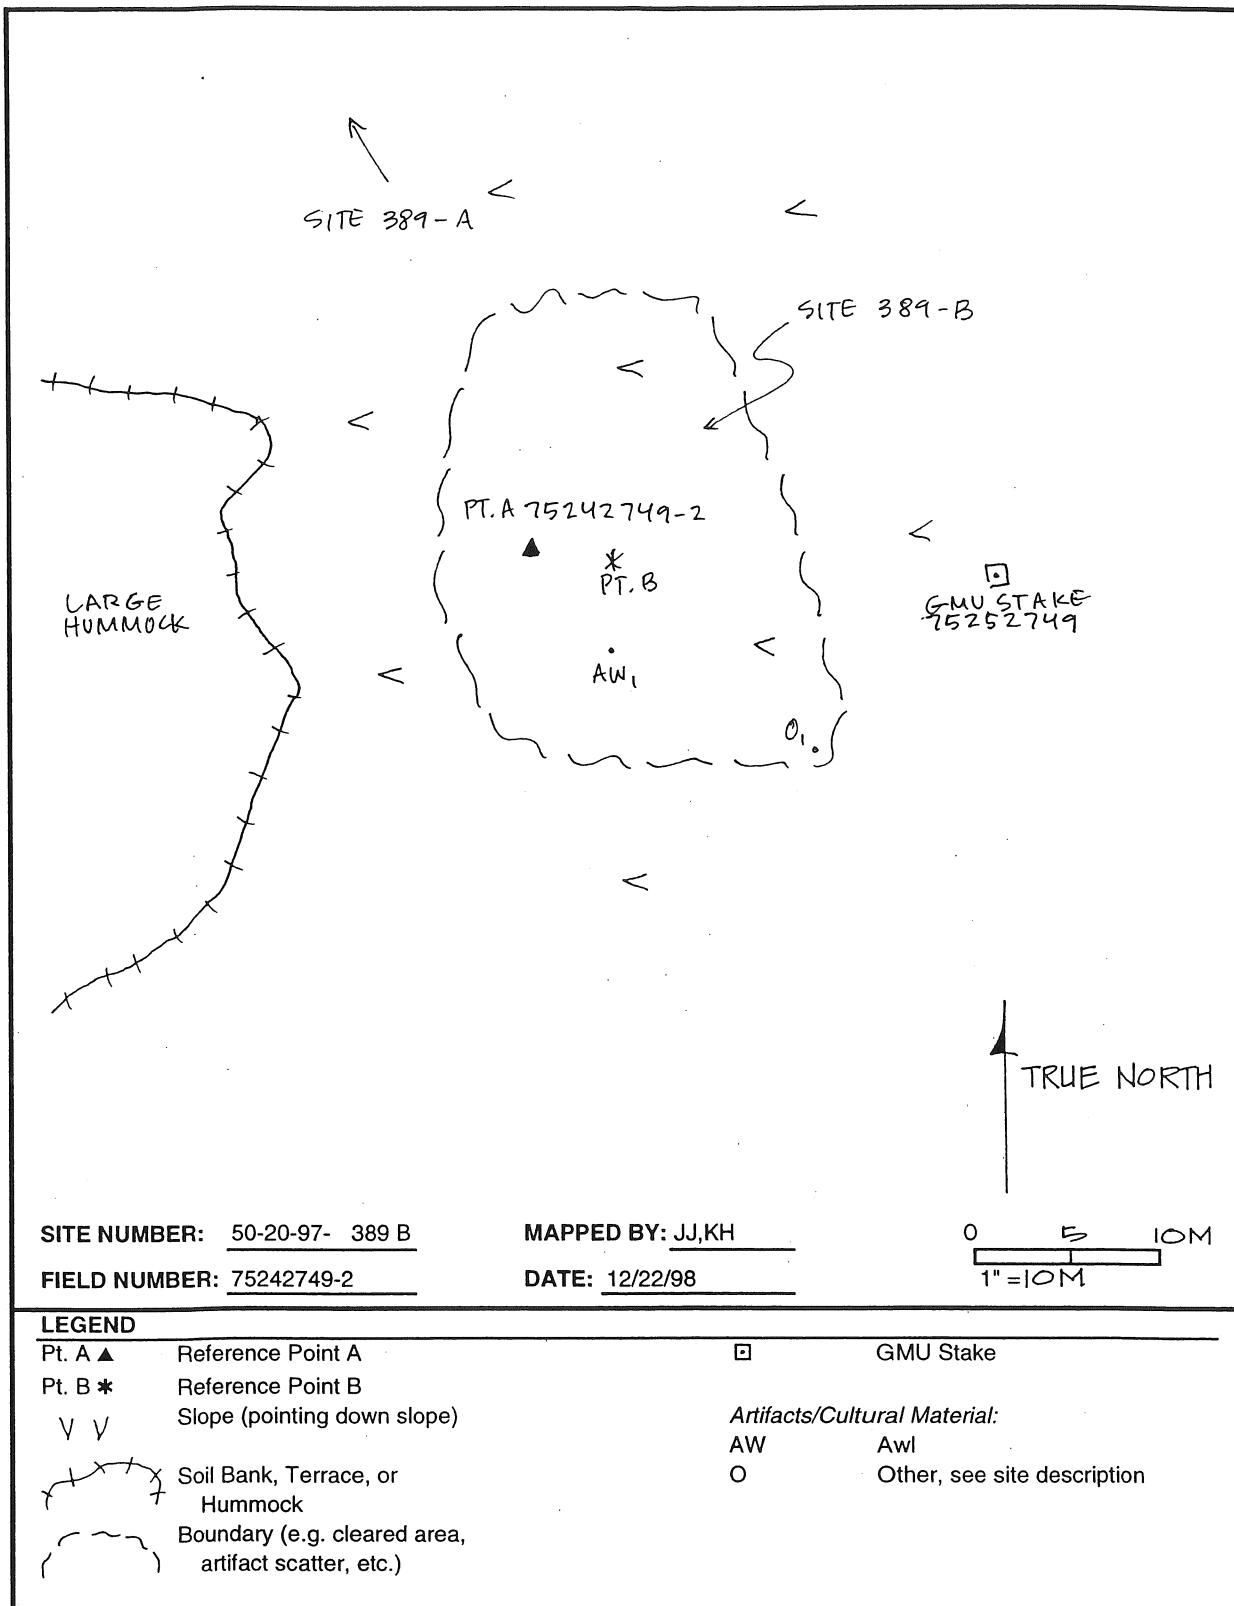 SITE 389-A
SITE 389-B
PT. A 75242749-2
PT. B
LARGE
HUMMOCK
GMU STAKE
75252749
AW1
O1
TRUE NORTH
SITE NUMBER: 50-20-97- 389 B
MAPPED BY: JJ,KH
0 5 10M
FIELD NUMBER: 75242749-2
DATE: 12/22/98
1"=10M
LEGEND
Pt. A Reference Point A
GMU Stake
Pt. B Reference Point B
Slope (pointing down slope)
Artifacts/Cultural Material:
AW Awl
Soil Bank, Terrace, or
Hummock
O Other, see site description
Boundary (e.g. cleared area,
artifact scatter, etc.)